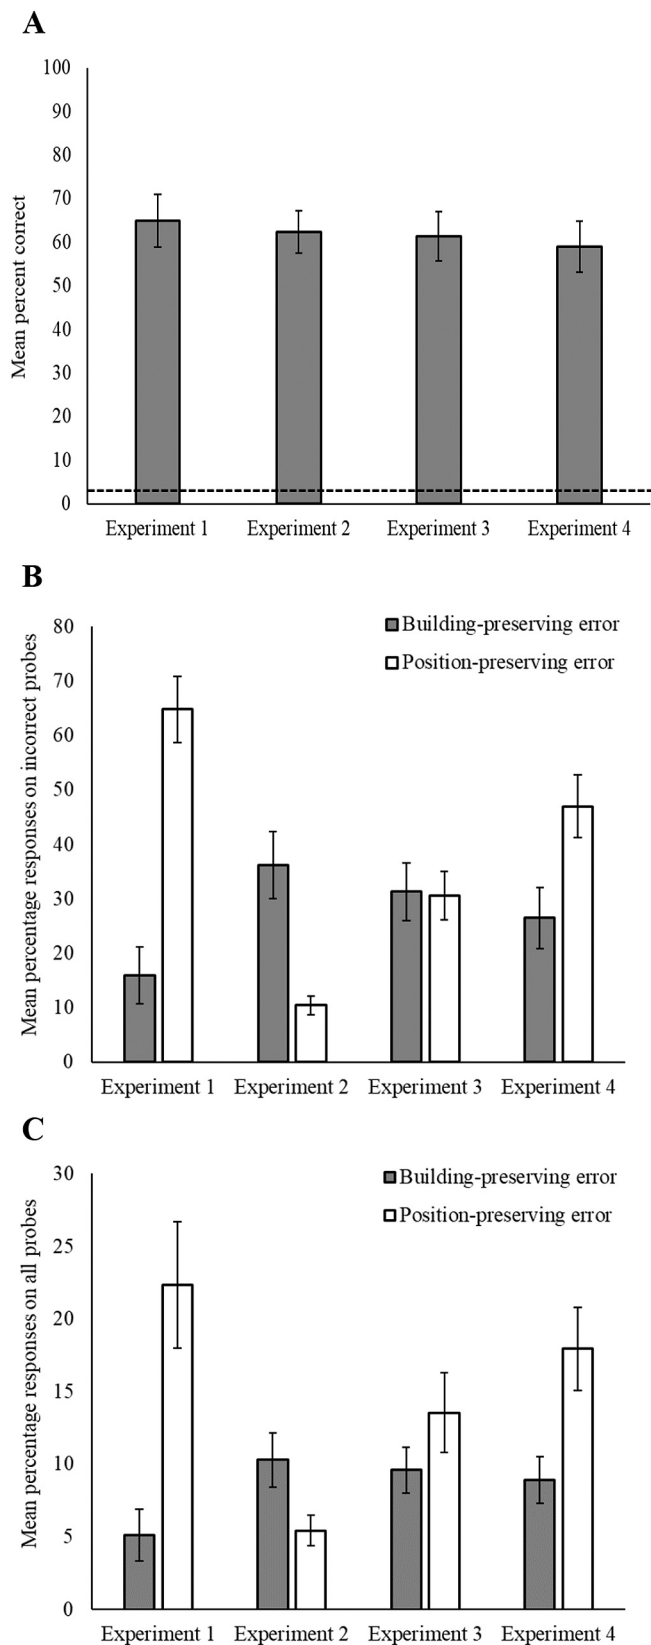 A
Mean percent correct
100
90
80
70
60
50
40
30
20
10
0
Experiment 1 Experiment 2 Experiment 3 Experiment 4
B
Mean percentage responses on incorrect probes
Building-preserving error
Position-preserving error
80
70
60
50
40
30
20
10
0
Experiment 1 Experiment 2 Experiment 3 Experiment 4
C
Mean percentage responses on all probes
Building-preserving error
Position-preserving error
30
25
20
15
10
5
0
Experiment 1 Experiment 2 Experiment 3 Experiment 4